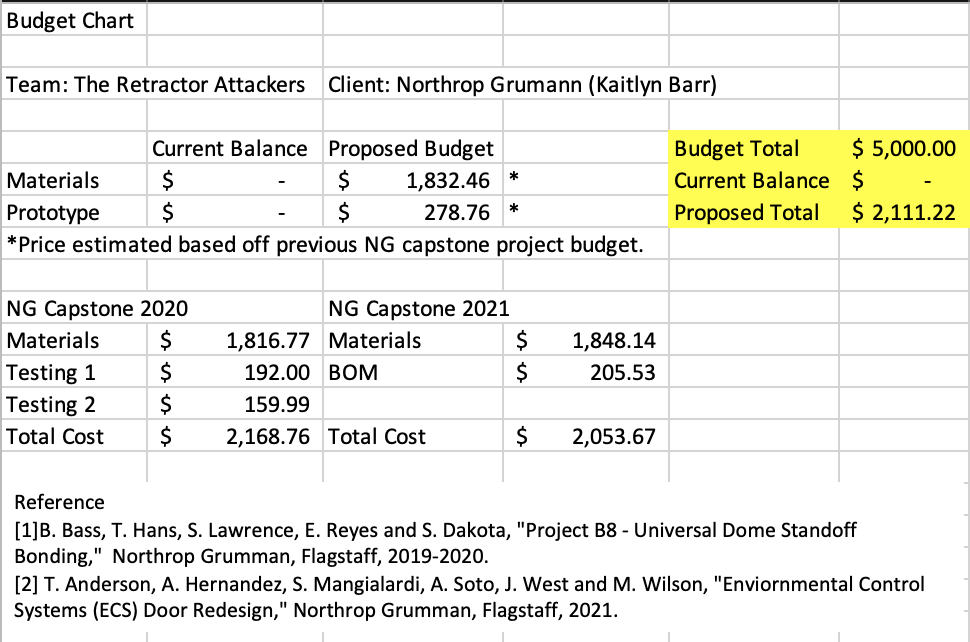 Budget Chart
Team: The Retractor Attackers Client: Northrop Grumann (Kaitlyn Barr)
Current Balance Proposed Budget Budget Total $ 5,000.00
Materials $ - $ 1,832.46 * Current Balance $ -
Prototype $ - $ 278.76 * Proposed Total $ 2,111.22
*Price estimated based off previous NG capstone project budget.
NG Capstone 2020 NG Capstone 2021
Materials $ 1,816.77 Materials $ 1,848.14
Testing 1 $ 192.00 BOM $ 205.53
Testing 2 $ 159.99
Total Cost $ 2,168.76 Total Cost $ 2,053.67
Reference
[1]B. Bass, T. Hans, S. Lawrence, E. Reyes and S. Dakota, "Project B8 - Universal Dome Standoff
Bonding," Northrop Grumman, Flagstaff, 2019-2020.
[2] T. Anderson, A. Hernandez, S. Mangialardi, A. Soto, J. West and M. Wilson, "Enviornmental Control
Systems (ECS) Door Redesign," Northrop Grumman, Flagstaff, 2021.